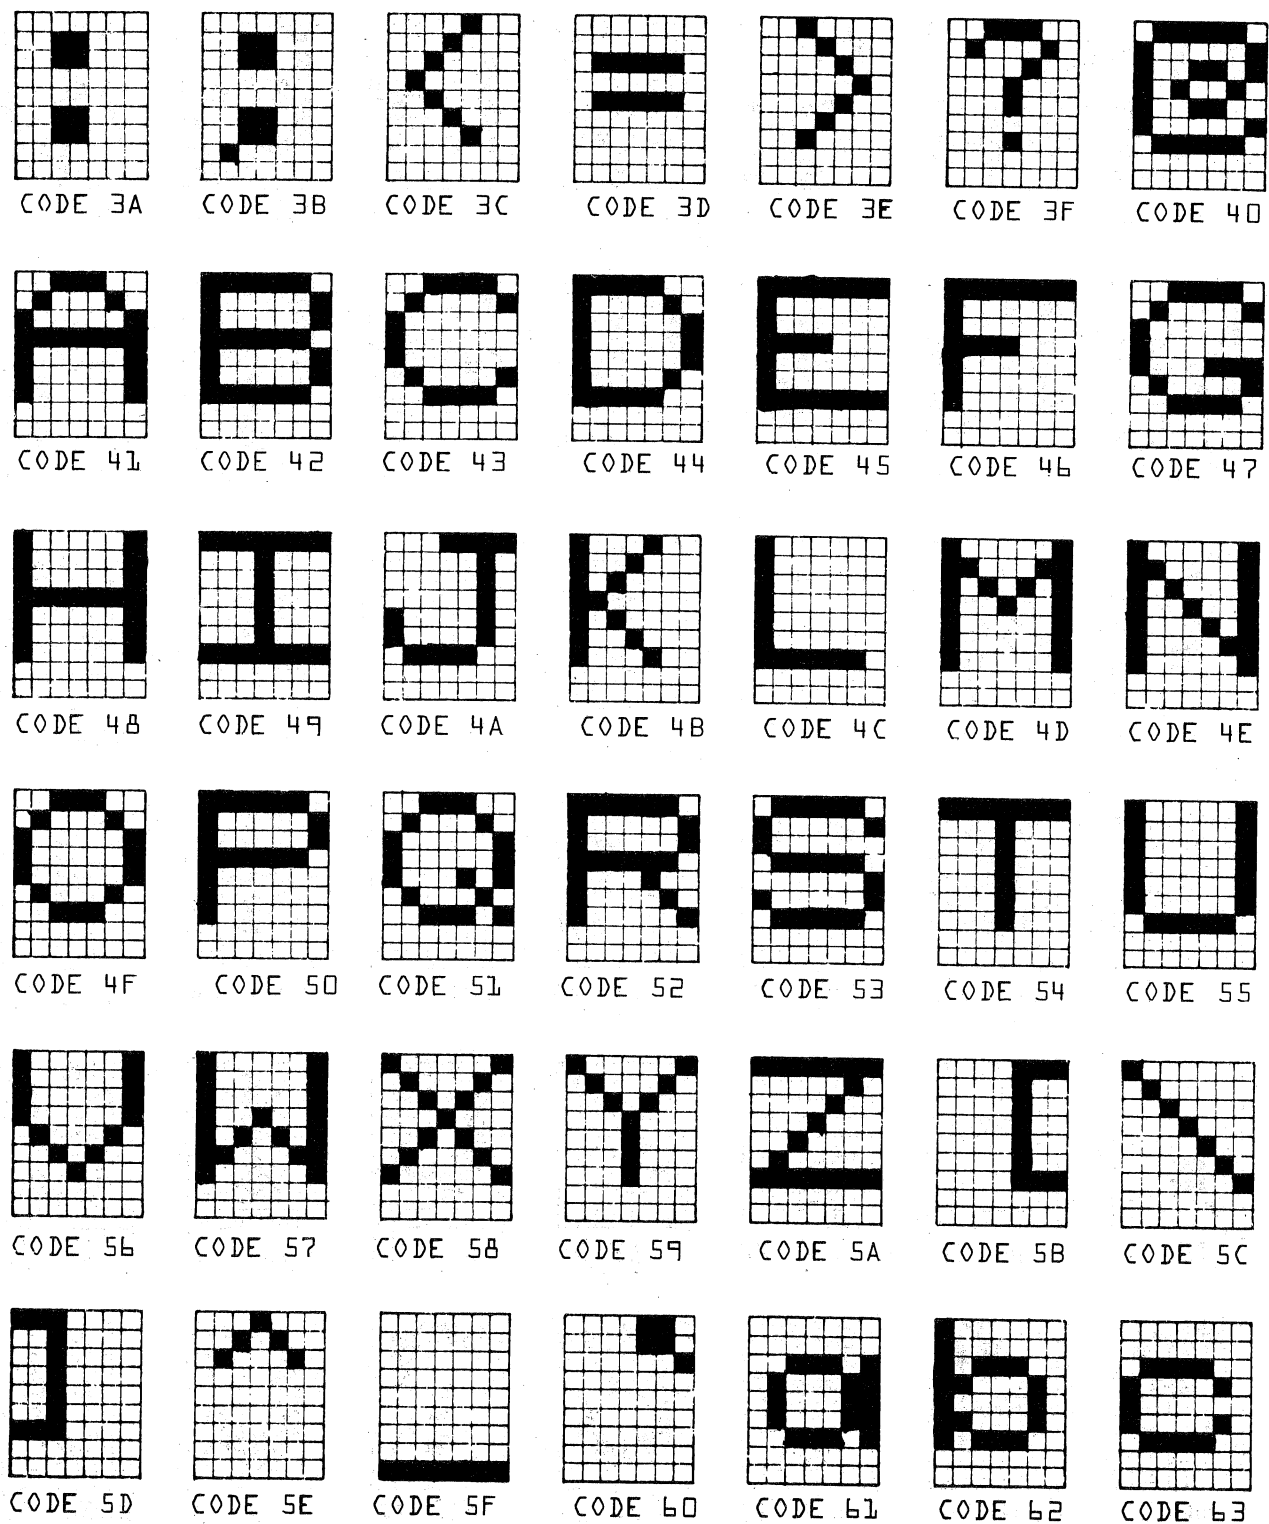 : ; < = > ? @
CODE 3A CODE 3B CODE 3C CODE 3D CODE 3E CODE 3F CODE 40
A B C D E F G
CODE 41 CODE 42 CODE 43 CODE 44 CODE 45 CODE 46 CODE 47
H I J K L M N
CODE 48 CODE 49 CODE 4A CODE 4B CODE 4C CODE 4D CODE 4E
O P Q R S T U
CODE 4F CODE 50 CODE 51 CODE 52 CODE 53 CODE 54 CODE 55
V W X Y Z [ \
CODE 56 CODE 57 CODE 58 CODE 59 CODE 5A CODE 5B CODE 5C
] ^ _ ` a b c
CODE 5D CODE 5E CODE 5F CODE 60 CODE 61 CODE 62 CODE 63